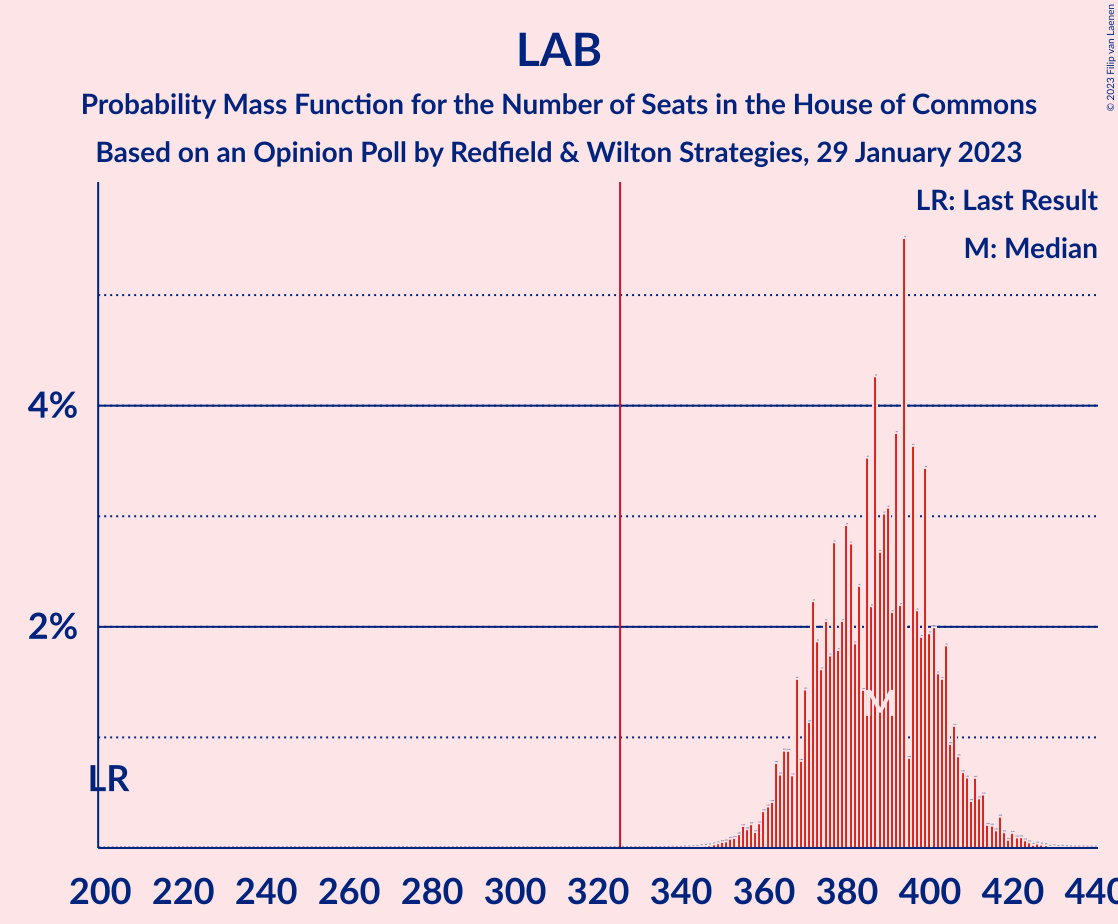 LAB
Probability Mass Function for the Number of Seats in the House of Commons
Based on an Opinion Poll by Redfield & Wilton Strategies, 29 January 2023
© 2023 Filip van Laenen
LR: Last Result
M: Median
4%
2%
M
LR
200 220 240 260 280 300 320 340 360 380 400 420 440